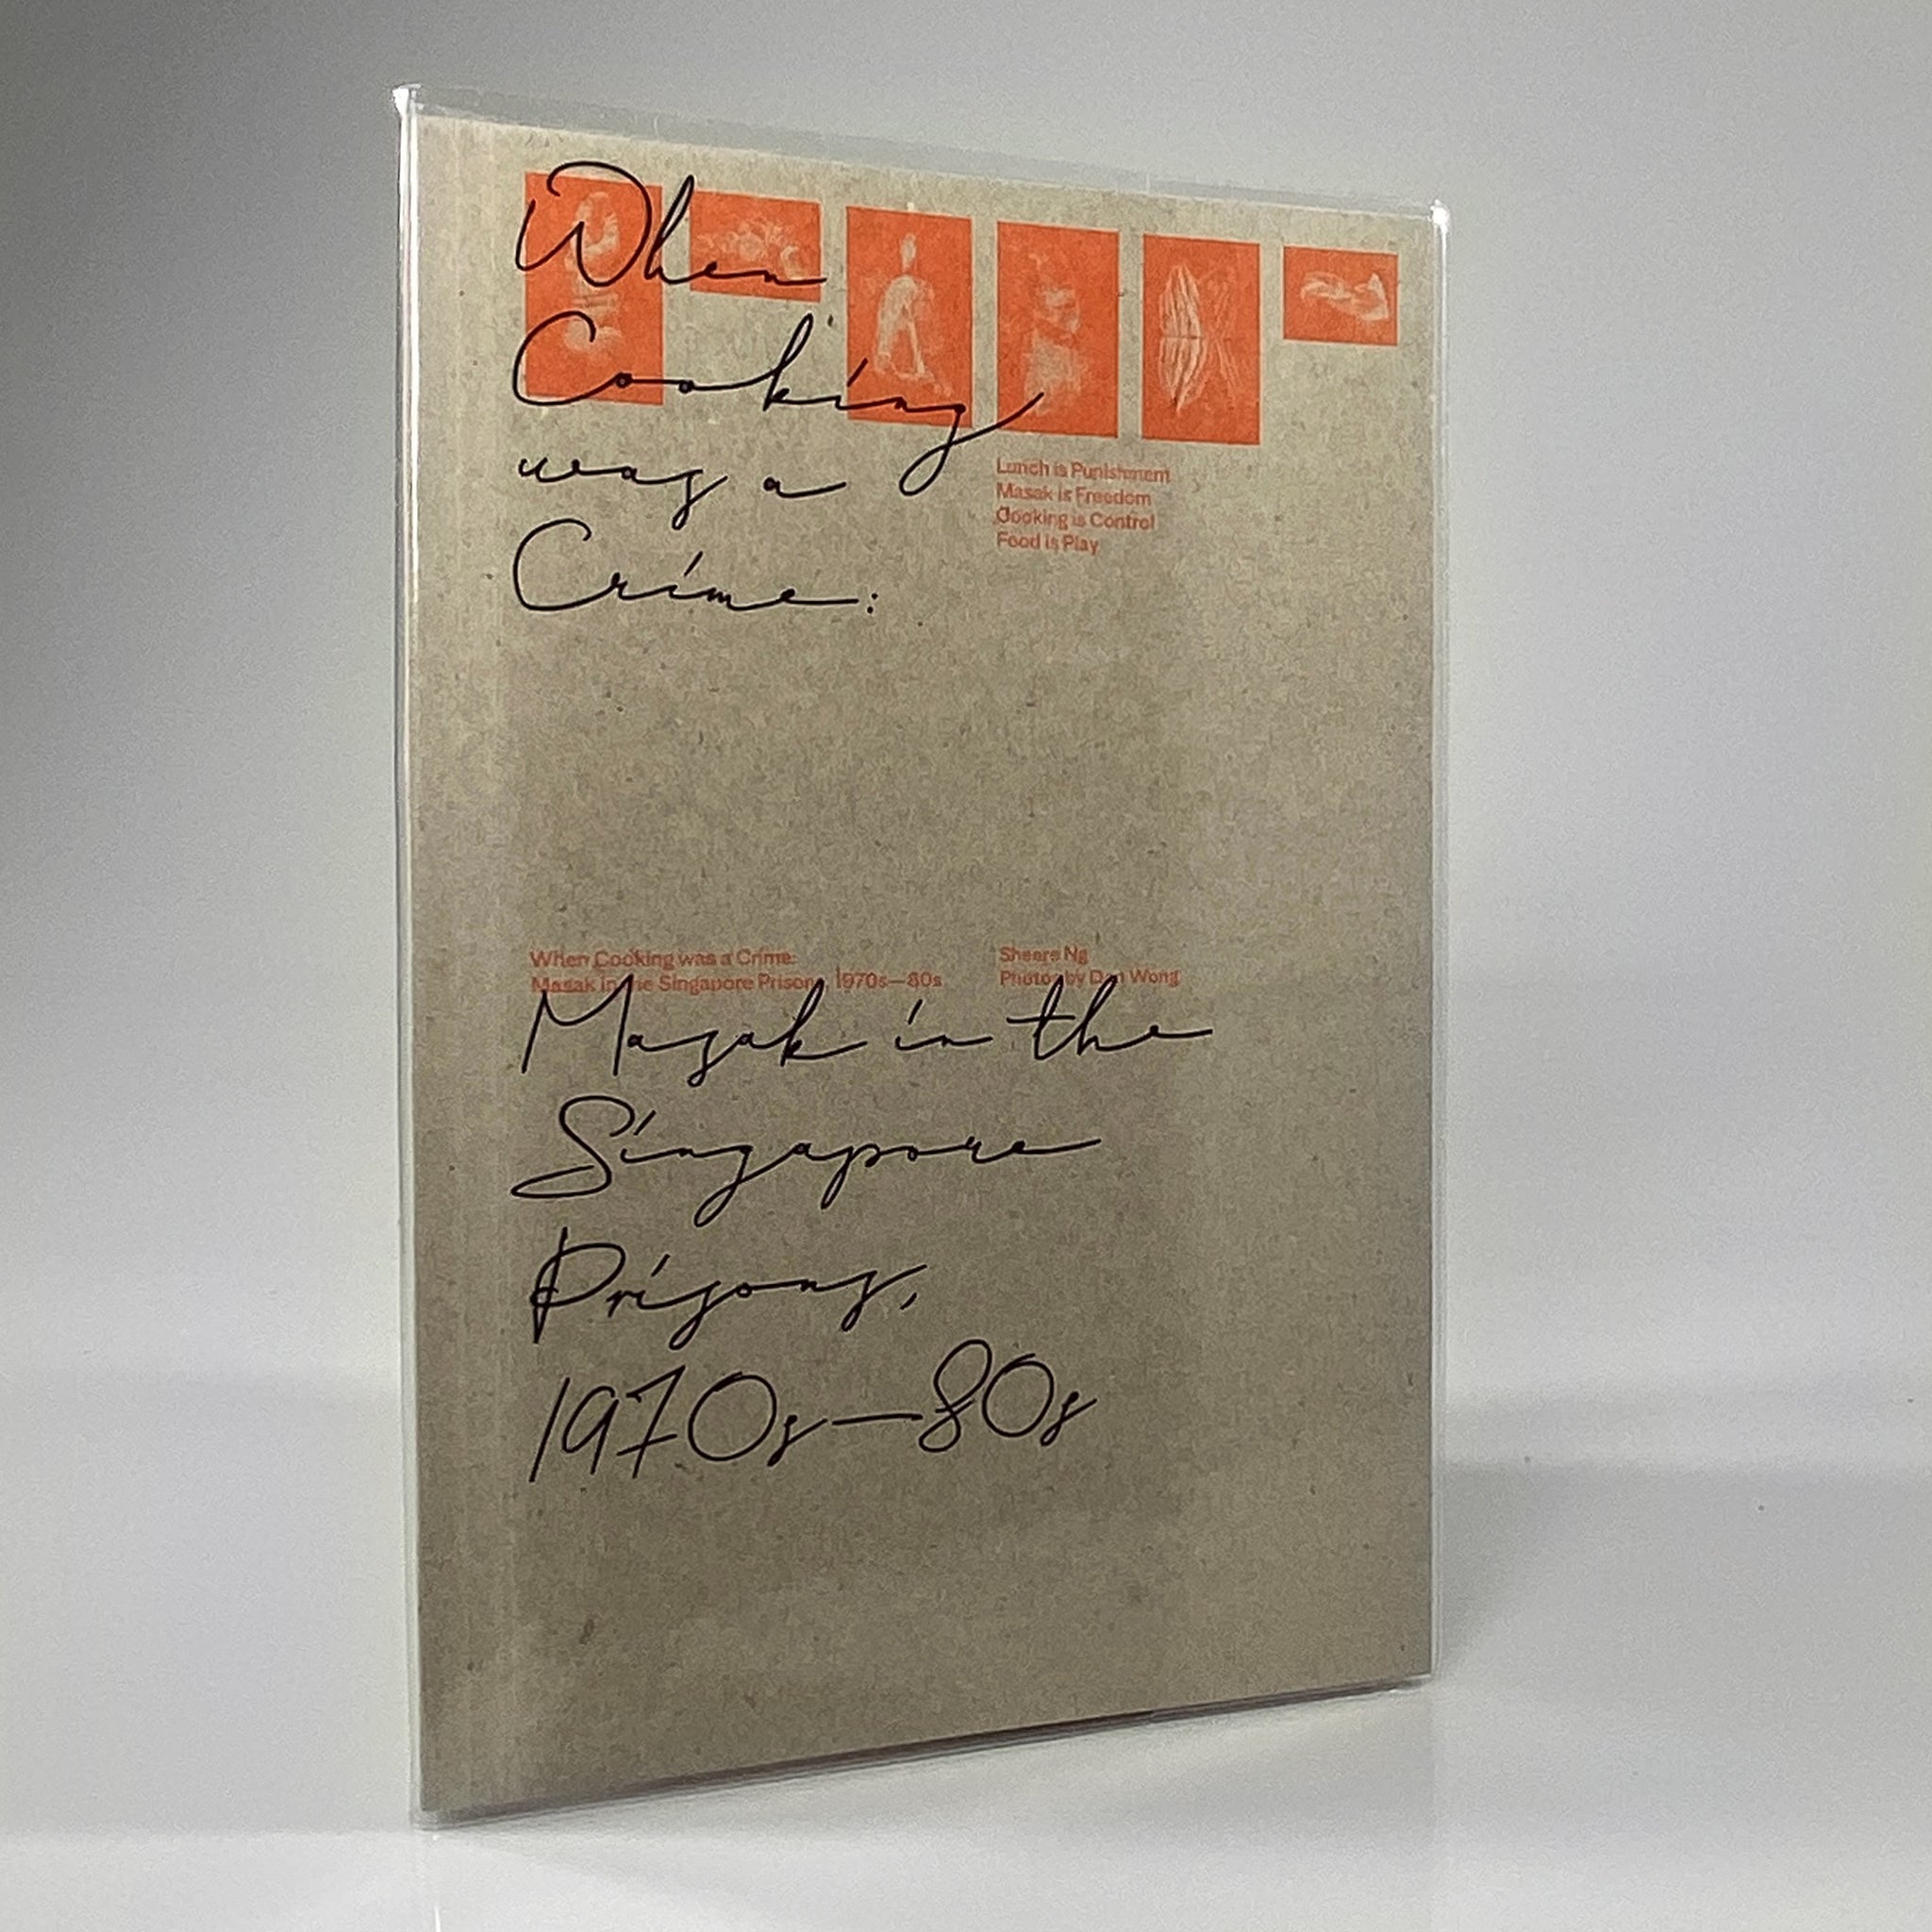 When
Cooking
was a
Crime:
Lunch is Punishment
Masak is Freedom
Cooking is Control
Food is Play
When Cooking was a Crime:
Masak in the Singapore Prisons, 1970s—80s
Sheere Ng
Photos by Don Wong
Masak in the
Singapore
Prisons,
1970s—80s